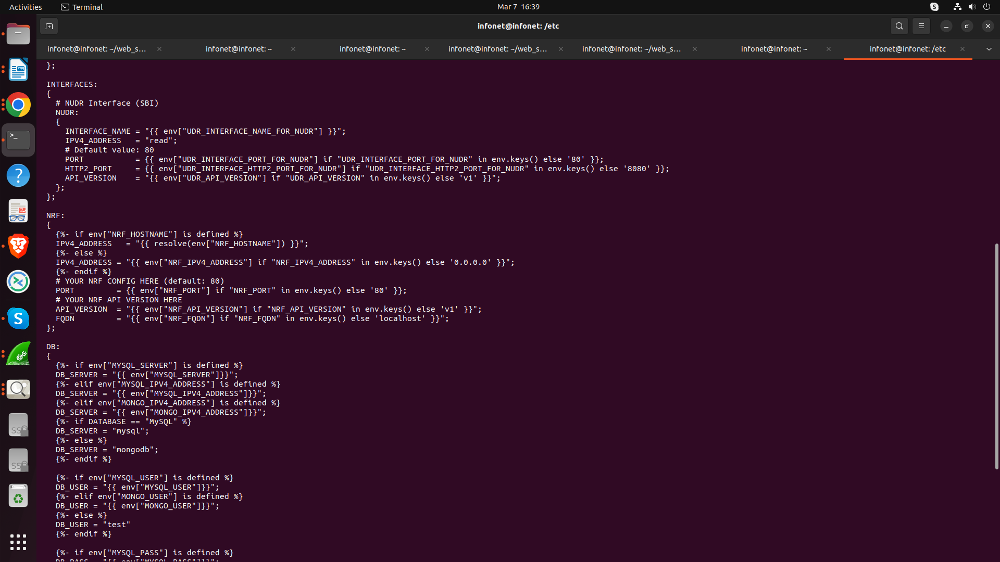 Activities
Terminal
Mar 7 16:39
infonet@infonet: /etc
infonet@infonet: ~/web_s...
infonet@infonet: ~
infonet@infonet: ~
infonet@infonet: ~/web_s...
infonet@infonet: ~/web_s...
infonet@infonet: ~
infonet@infonet: /etc
};
INTERFACES:
{
  # NUDR Interface (SBI)
  NUDR:
  {
    INTERFACE_NAME = "{{ env["UDR_INTERFACE_NAME_FOR_NUDR"] }}";
    IPV4_ADDRESS   = "read";
    # Default value: 80
    PORT           = {{ env["UDR_INTERFACE_PORT_FOR_NUDR"] if "UDR_INTERFACE_PORT_FOR_NUDR" in env.keys() else '80' }};
    HTTP2_PORT     = {{ env["UDR_INTERFACE_HTTP2_PORT_FOR_NUDR"] if "UDR_INTERFACE_HTTP2_PORT_FOR_NUDR" in env.keys() else '8080' }};
    API_VERSION    = "{{ env["UDR_API_VERSION"] if "UDR_API_VERSION" in env.keys() else 'v1' }}";
  };
};
NRF:
{
  {%- if env["NRF_HOSTNAME"] is defined %}
  IPV4_ADDRESS   = "{{ resolve(env["NRF_HOSTNAME"]) }}";
  {%- else %}
  IPV4_ADDRESS = "{{ env["NRF_IPV4_ADDRESS"] if "NRF_IPV4_ADDRESS" in env.keys() else '0.0.0.0' }}";
  {%- endif %}
  # YOUR NRF CONFIG HERE (default: 80)
  PORT         = {{ env["NRF_PORT"] if "NRF_PORT" in env.keys() else '80' }};
  # YOUR NRF API VERSION HERE
  API_VERSION  = "{{ env["NRF_API_VERSION"] if "NRF_API_VERSION" in env.keys() else 'v1' }}";
  FQDN         = "{{ env["NRF_FQDN"] if "NRF_FQDN" in env.keys() else 'localhost' }}";
};
DB:
{
  {%- if env["MYSQL_SERVER"] is defined %}
  DB_SERVER = "{{ env["MYSQL_SERVER"]}}";
  {%- elif env["MYSQL_IPV4_ADDRESS"] is defined %}
  DB_SERVER = "{{ env["MYSQL_IPV4_ADDRESS"]}}";
  {%- elif env["MONGO_IPV4_ADDRESS"] is defined %}
  DB_SERVER = "{{ env["MONGO_IPV4_ADDRESS"]}}";
  {%- if DATABASE == "MySQL" %}
  DB_SERVER = "mysql";
  {%- else %}
  DB_SERVER = "mongodb";
  {%- endif %}
  {%- if env["MYSQL_USER"] is defined %}
  DB_USER = "{{ env["MYSQL_USER"]}}";
  {%- elif env["MONGO_USER"] is defined %}
  DB_USER = "{{ env["MONGO_USER"]}}";
  {%- else %}
  DB_USER = "test"
  {%- endif %}
  {%- if env["MYSQL_PASS"] is defined %}
  DB_PASS = "{{ env["MYSQL_PASS"]}}";